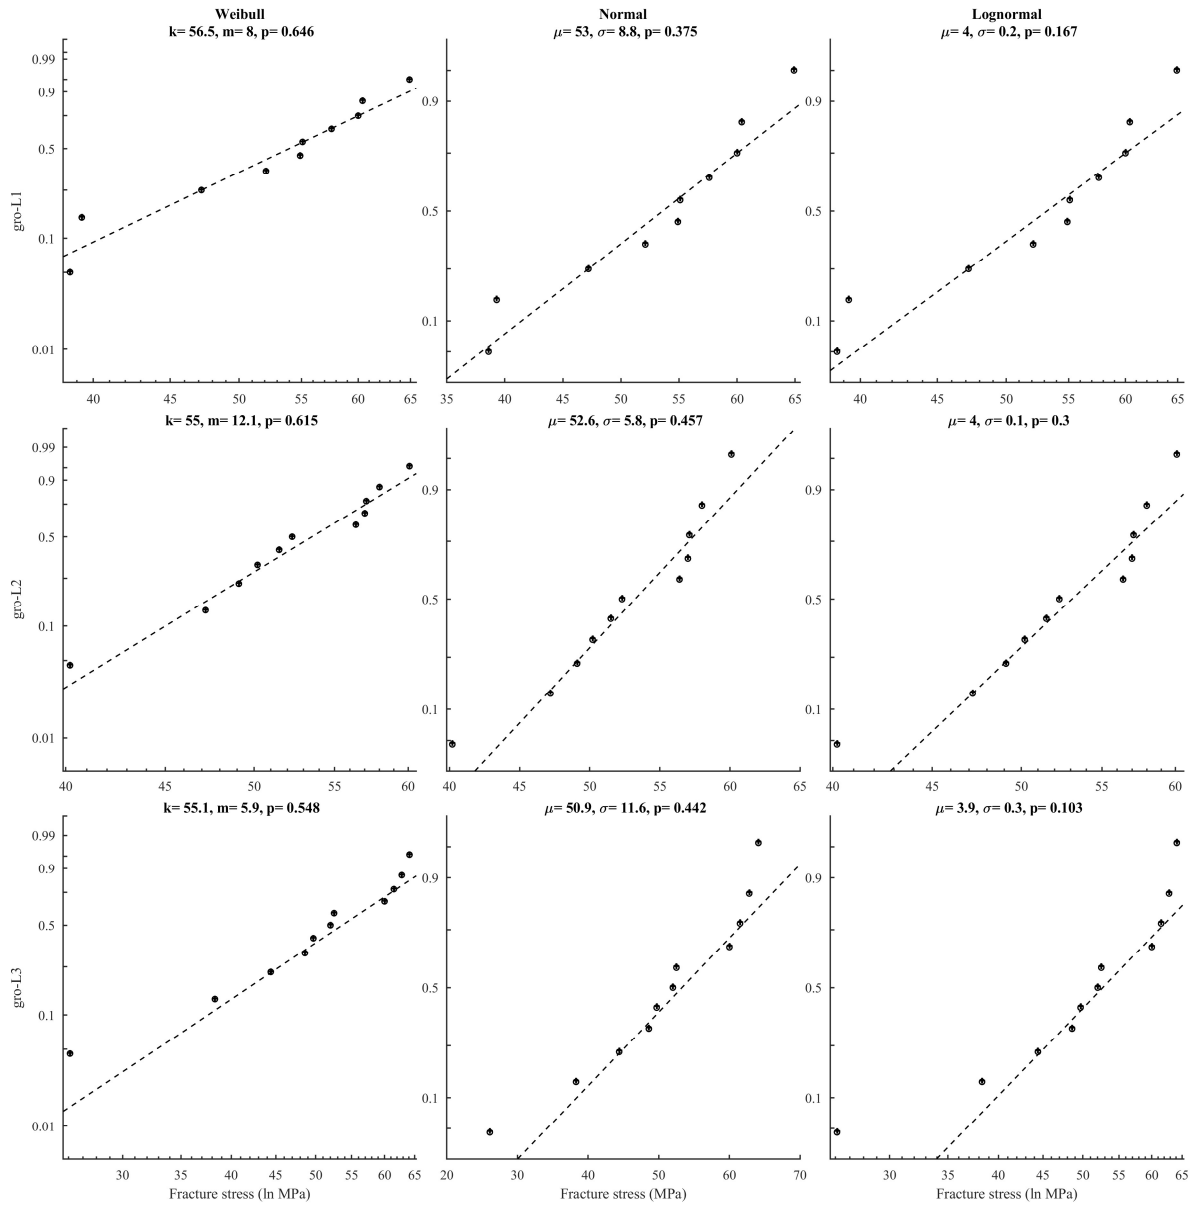 Weibull
k= 56.5, m= 8, p= 0.646
Normal
μ= 53, σ= 8.8, p= 0.375
Lognormal
μ= 4, σ= 0.2, p= 0.167
gro-L1
0.99
0.9
0.5
0.1
0.01
40 45 50 55 60 65
0.9
0.5
0.1
35 40 45 50 55 60 65
0.9
0.5
0.1
40 45 50 55 60 65
k= 55, m= 12.1, p= 0.615
μ= 52.6, σ= 5.8, p= 0.457
μ= 4, σ= 0.1, p= 0.3
gro-L2
0.99
0.9
0.5
0.1
0.01
40 45 50 55 60
0.9
0.5
0.1
40 45 50 55 60 65
0.9
0.5
0.1
40 45 50 55 60
k= 55.1, m= 5.9, p= 0.548
μ= 50.9, σ= 11.6, p= 0.442
μ= 3.9, σ= 0.3, p= 0.103
gro-L3
0.99
0.9
0.5
0.1
0.01
30 35 40 45 50 55 60 65
Fracture stress (ln MPa)
0.9
0.5
0.1
20 30 40 50 60 70
Fracture stress (MPa)
0.9
0.5
0.1
30 35 40 45 50 55 60 65
Fracture stress (ln MPa)